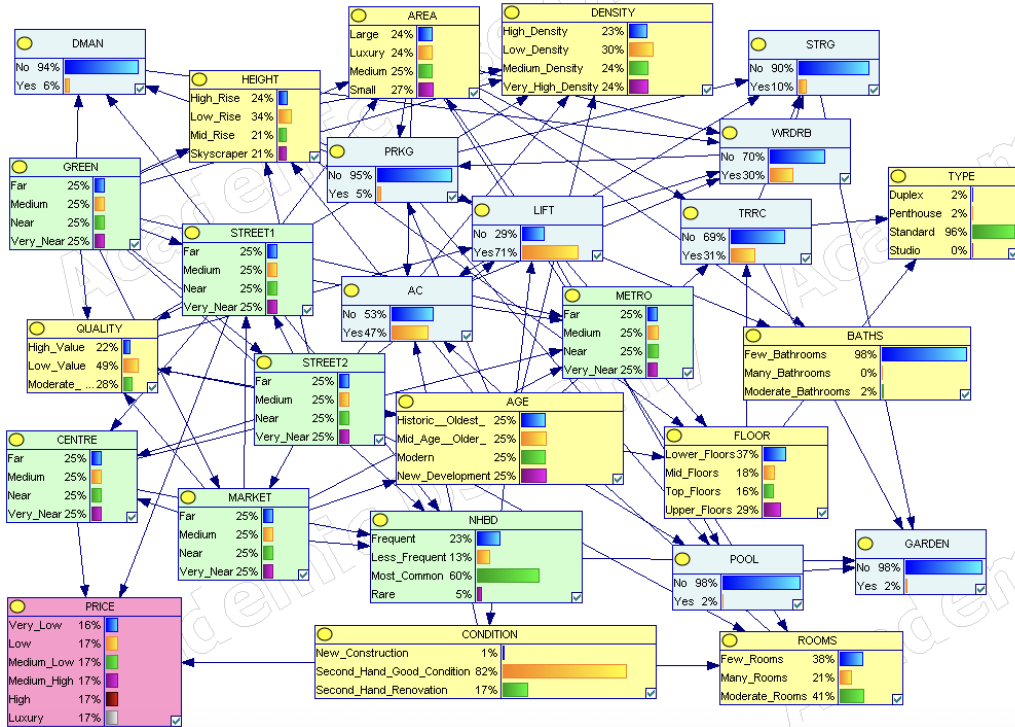 DMAN
No 94%
Yes 6%
HEIGHT
High_Rise 24%
Low_Rise 34%
Mid_Rise 21%
Skyscraper 21%
AREA
Large 24%
Luxury 24%
Medium 25%
Small 27%
DENSITY
High_Density 23%
Low_Density 30%
Medium_Density 24%
Very_High_Density 24%
STRG
No 90%
Yes 10%
PRKG
No 95%
Yes 5%
WRDRB
No 70%
Yes 30%
GREEN
Far 25%
Medium 25%
Near 25%
Very_Near 25%
TYPE
Duplex 2%
Penthouse 2%
Standard 96%
Studio 0%
STREET1
Far 25%
Medium 25%
Near 25%
Very_Near 25%
LIFT
No 29%
Yes 71%
TRRC
No 69%
Yes 31%
AC
No 53%
Yes 47%
METRO
Far 25%
Medium 25%
Near 25%
Very_Near 25%
QUALITY
High_Value 22%
Low_Value 49%
Moderate_ ... 28%
BATHS
Few_Bathrooms 98%
Many_Bathrooms 0%
Moderate_Bathrooms 2%
STREET2
Far 25%
Medium 25%
Near 25%
Very_Near 25%
AGE
Historic__Oldest_ 25%
Mid_Age__Older_ 25%
Modern 25%
New_Development 25%
CENTRE
Far 25%
Medium 25%
Near 25%
Very_Near 25%
FLOOR
Lower_Floors 37%
Mid_Floors 18%
Top_Floors 16%
Upper_Floors 29%
MARKET
Far 25%
Medium 25%
Near 25%
Very_Near 25%
NHBD
Frequent 23%
Less_Frequent 13%
Most_Common 60%
Rare 5%
POOL
No 98%
Yes 2%
GARDEN
No 98%
Yes 2%
PRICE
Very_Low 16%
Low 17%
Medium_Low 17%
Medium_High 17%
High 17%
Luxury 17%
CONDITION
New_Construction 1%
Second_Hand_Good_Condition 82%
Second_Hand_Renovation 17%
ROOMS
Few_Rooms 38%
Many_Rooms 21%
Moderate_Rooms 41%